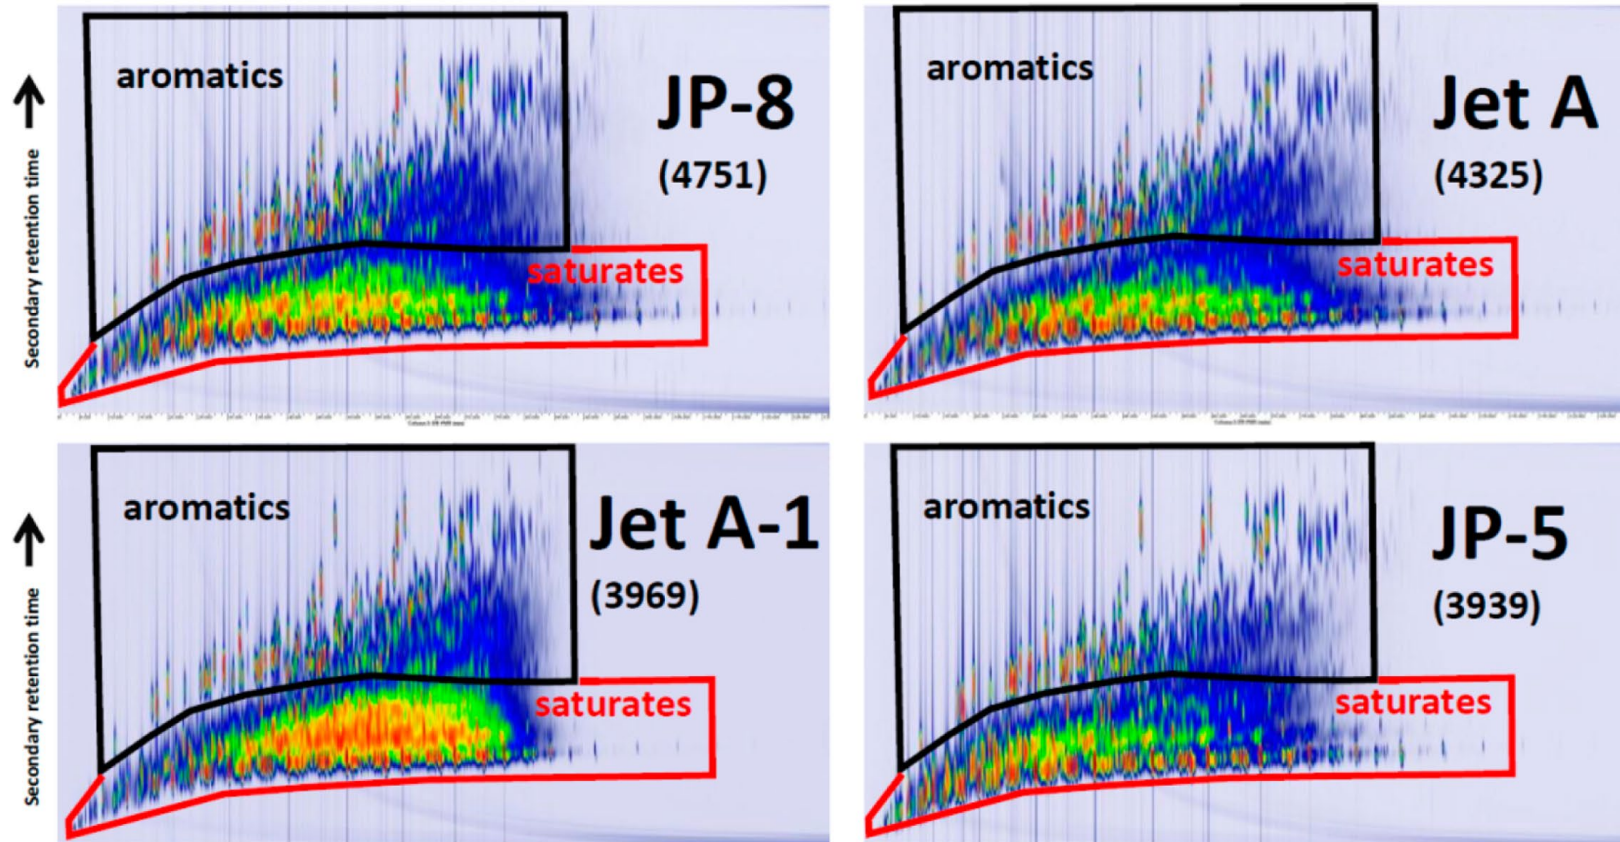 aromatics
JP-8
(4751)
saturates
Secondary retention time
aromatics
Jet A
(4325)
saturates
aromatics
Jet A-1
(3969)
saturates
Secondary retention time
aromatics
JP-5
(3939)
saturates